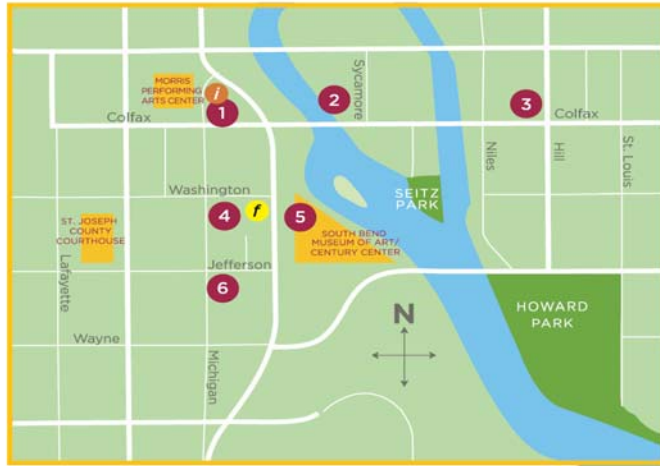 MORRIS
PERFORMING
ARTS CENTER
i
1
2
Sycamore
3
Colfax
Colfax
Niles
Hill
St. Louis
Washington
4
f
5
SEITZ
PARK
ST. JOSEPH
COUNTY
COURTHOUSE
SOUTH BEND
MUSEUM OF ART/
CENTURY CENTER
Lafayette
Jefferson
6
HOWARD
PARK
N
Wayne
Michigan